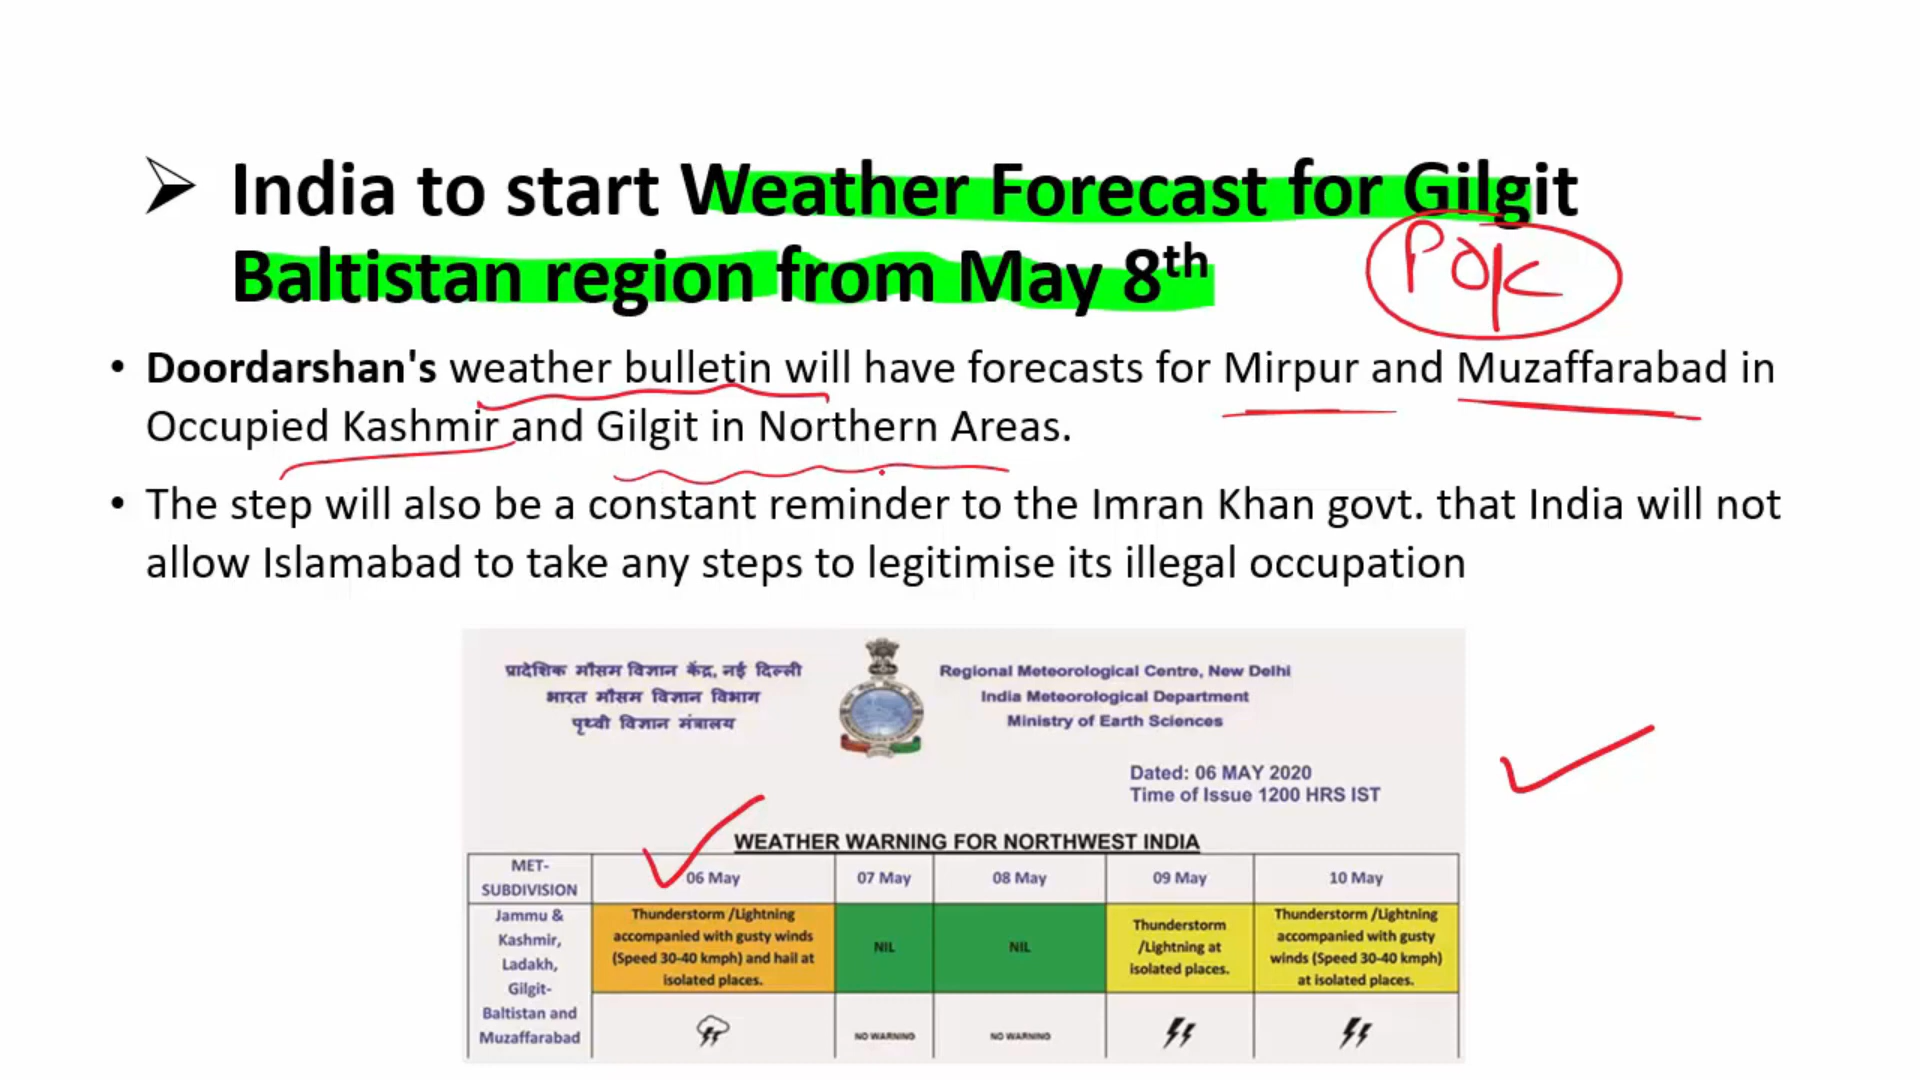 India to start Weather Forecast for Gilgit
Baltistan region from May 8th
POK
• Doordarshan's weather bulletin will have forecasts for Mirpur and Muzaffarabad in
Occupied Kashmir and Gilgit in Northern Areas.
• The step will also be a constant reminder to the Imran Khan govt. that India will not
allow Islamabad to take any steps to legitimise its illegal occupation
प्रादेशिक मौसम विज्ञान केंद्र, नई दिल्ली
भारत मौसम विज्ञान विभाग
पृथ्वी विज्ञान मंत्रालय
Regional Meteorological Centre, New Delhi
India Meteorological Department
Ministry of Earth Sciences
Dated: 06 MAY 2020
Time of Issue 1200 HRS IST
WEATHER WARNING FOR NORTHWEST INDIA
MET-
SUBDIVISION
06 May
07 May
08 May
09 May
10 May
Jammu &
Kashmir,
Ladakh,
Gilgit-
Baltistan and
Muzaffarabad
Thunderstorm /Lightning
accompanied with gusty winds
(Speed 30-40 kmph) and hail at
isolated places.
NIL
NIL
Thunderstorm
/Lightning at
isolated places.
Thunderstorm /Lightning
accompanied with gusty
winds (Speed 30-40 kmph)
at isolated places.
NO WARNING
NO WARNING